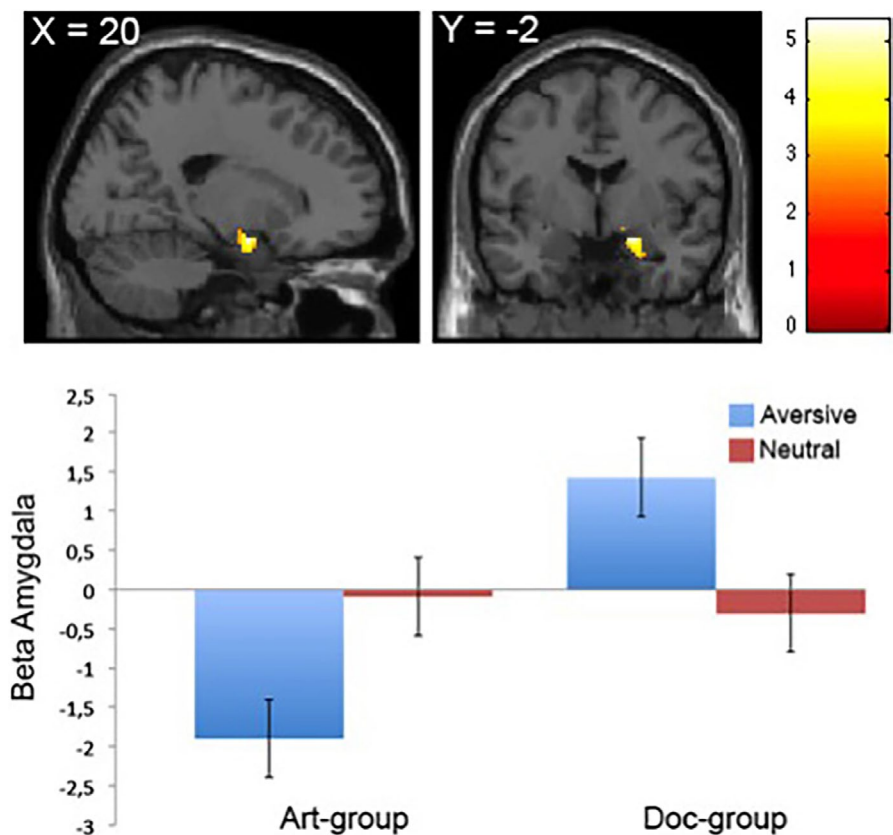 X = 20
Y = -2
5
4
3
2
1
0
2,5
2
1,5
1
0,5
0
-0,5
-1
-1,5
-2
2,5
-3
Beta Amygdala
Aversive
Neutral
Art-group
Doc-group